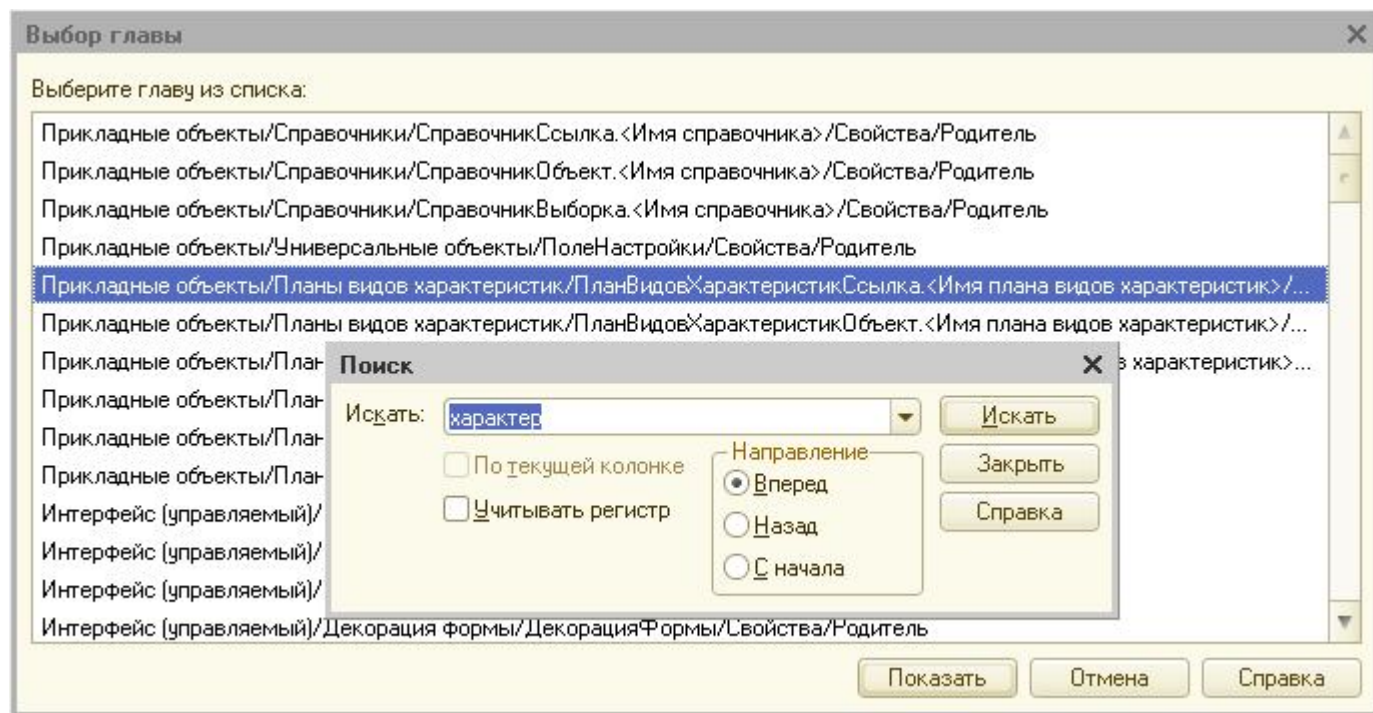 Выбор главы
Выберите главу из списка:
Прикладные объекты/Справочники/СправочникСсылка.<Имя справочника>/Свойства/Родитель
Прикладные объекты/Справочники/СправочникОбъект.<Имя справочника>/Свойства/Родитель
Прикладные объекты/Справочники/СправочникВыборка.<Имя справочника>/Свойства/Родитель
Прикладные объекты/Универсальные объекты/ПолеНастройки/Свойства/Родитель
Прикладные объекты/Планы видов характеристик/ПланВидовХарактеристикСсылка.<Имя плана видов характеристик>/...
Прикладные объекты/Планы видов характеристик/ПланВидовХарактеристикОбъект.<Имя плана видов характеристик>/...
Прикладные объекты/План в характеристик>...
Прикладные объекты/План
Прикладные объекты/План
Прикладные объекты/План
Интерфейс (управляемый)/
Интерфейс (управляемый)/
Интерфейс (управляемый)/
Интерфейс (управляемый)/Декорация формы/ДекорацияФормы/Свойства/Родитель
Поиск
Искать: характер
По текущей колонке
Учитывать регистр
Направление
Вперед
Назад
С начала
Искать
Закрыть
Справка
Показать Отмена Справка